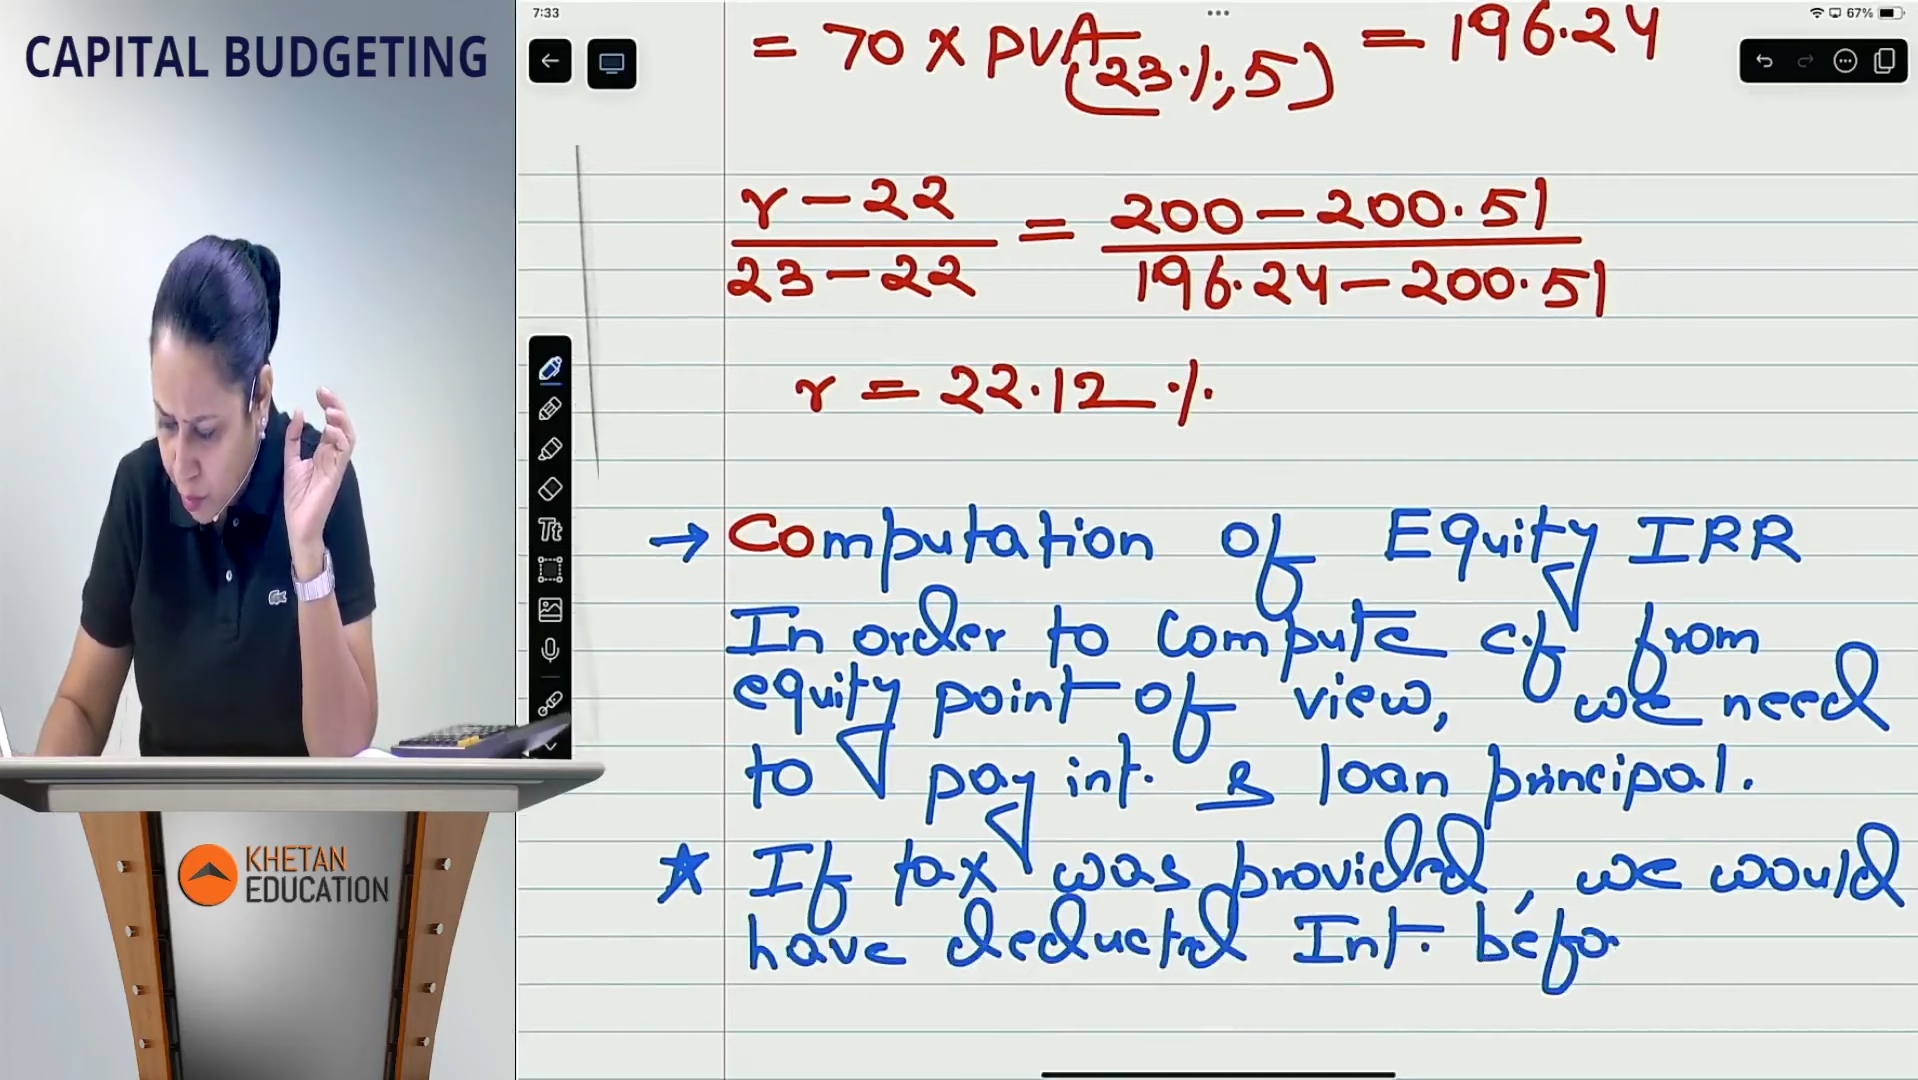 CAPITAL BUDGETING
7:33
67%
= 70 × PVA (23%, 5) = 196.24
r - 22 / 23 - 22 = 200 - 200.51 / 196.24 - 200.51
r = 22.12 %
→ Computation of Equity IRR
In order to compute cf from
equity point of view, we need
to pay int. & loan principal.
★ If tax was provided, we would
have deducted Int. befo
Tt
KHETAN
EDUCATION